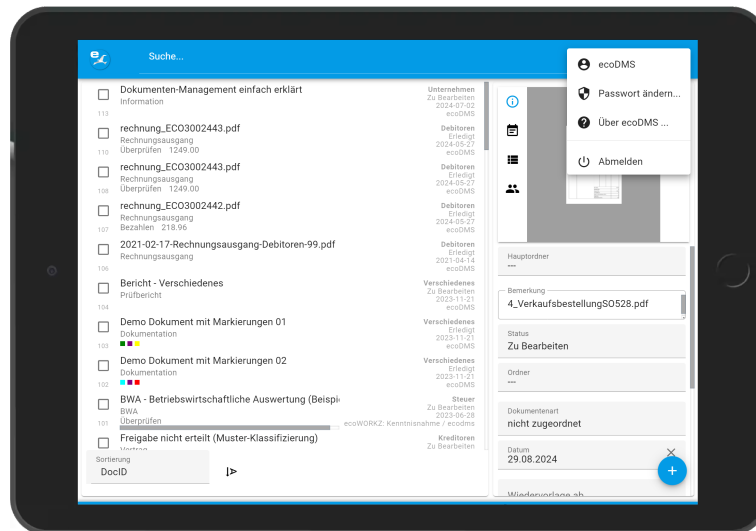 Suche...
ecoDMS
Passwort ändern...
Über ecoDMS ...
Abmelden
Dokumenten-Management einfach erklärt
Information
113
Unternehmen
Zu Bearbeiten
2024-07-02
ecoDMS
rechnung_ECO3002443.pdf
Rechnungsausgang
Überprüfen 1249.00
110
Debitoren
Erledigt
2024-05-27
ecoDMS
rechnung_ECO3002443.pdf
Rechnungsausgang
Überprüfen 1249.00
108
Debitoren
Erledigt
2024-05-27
ecoDMS
rechnung_ECO3002442.pdf
Rechnungsausgang
Bezahlen 218.96
107
Debitoren
Erledigt
2024-05-27
ecoDMS
2021-02-17-Rechnungsausgang-Debitoren-99.pdf
Rechnungsausgang
106
Debitoren
Erledigt
2021-04-14
ecoDMS
Bericht - Verschiedenes
Prüfbericht
104
Verschiedenes
Zu Bearbeiten
2023-11-21
ecoDMS
Demo Dokument mit Markierungen 01
Dokumentation
103
Verschiedenes
Erledigt
2023-11-21
ecoDMS
Demo Dokument mit Markierungen 02
Dokumentation
102
Verschiedenes
Erledigt
2023-11-21
ecoDMS
BWA - Betriebswirtschaftliche Auswertung (Beispi
BWA
Überprüfen
101
Steuer
Zu Bearbeiten
2023-06-28
ecoWORKZ: Kenntnisnahme / ecodms
Freigabe nicht erteilt (Muster-Klassifizierung)
Vertrag
Kreditoren
Zu Bearbeiten
Sortierung
DocID
Hauptordner
---
Bemerkung
4_VerkaufsbestellungSO528.pdf
Status
Zu Bearbeiten
Ordner
---
Dokumentenart
nicht zugeordnet
Datum
29.08.2024
Wiedervorlage ab